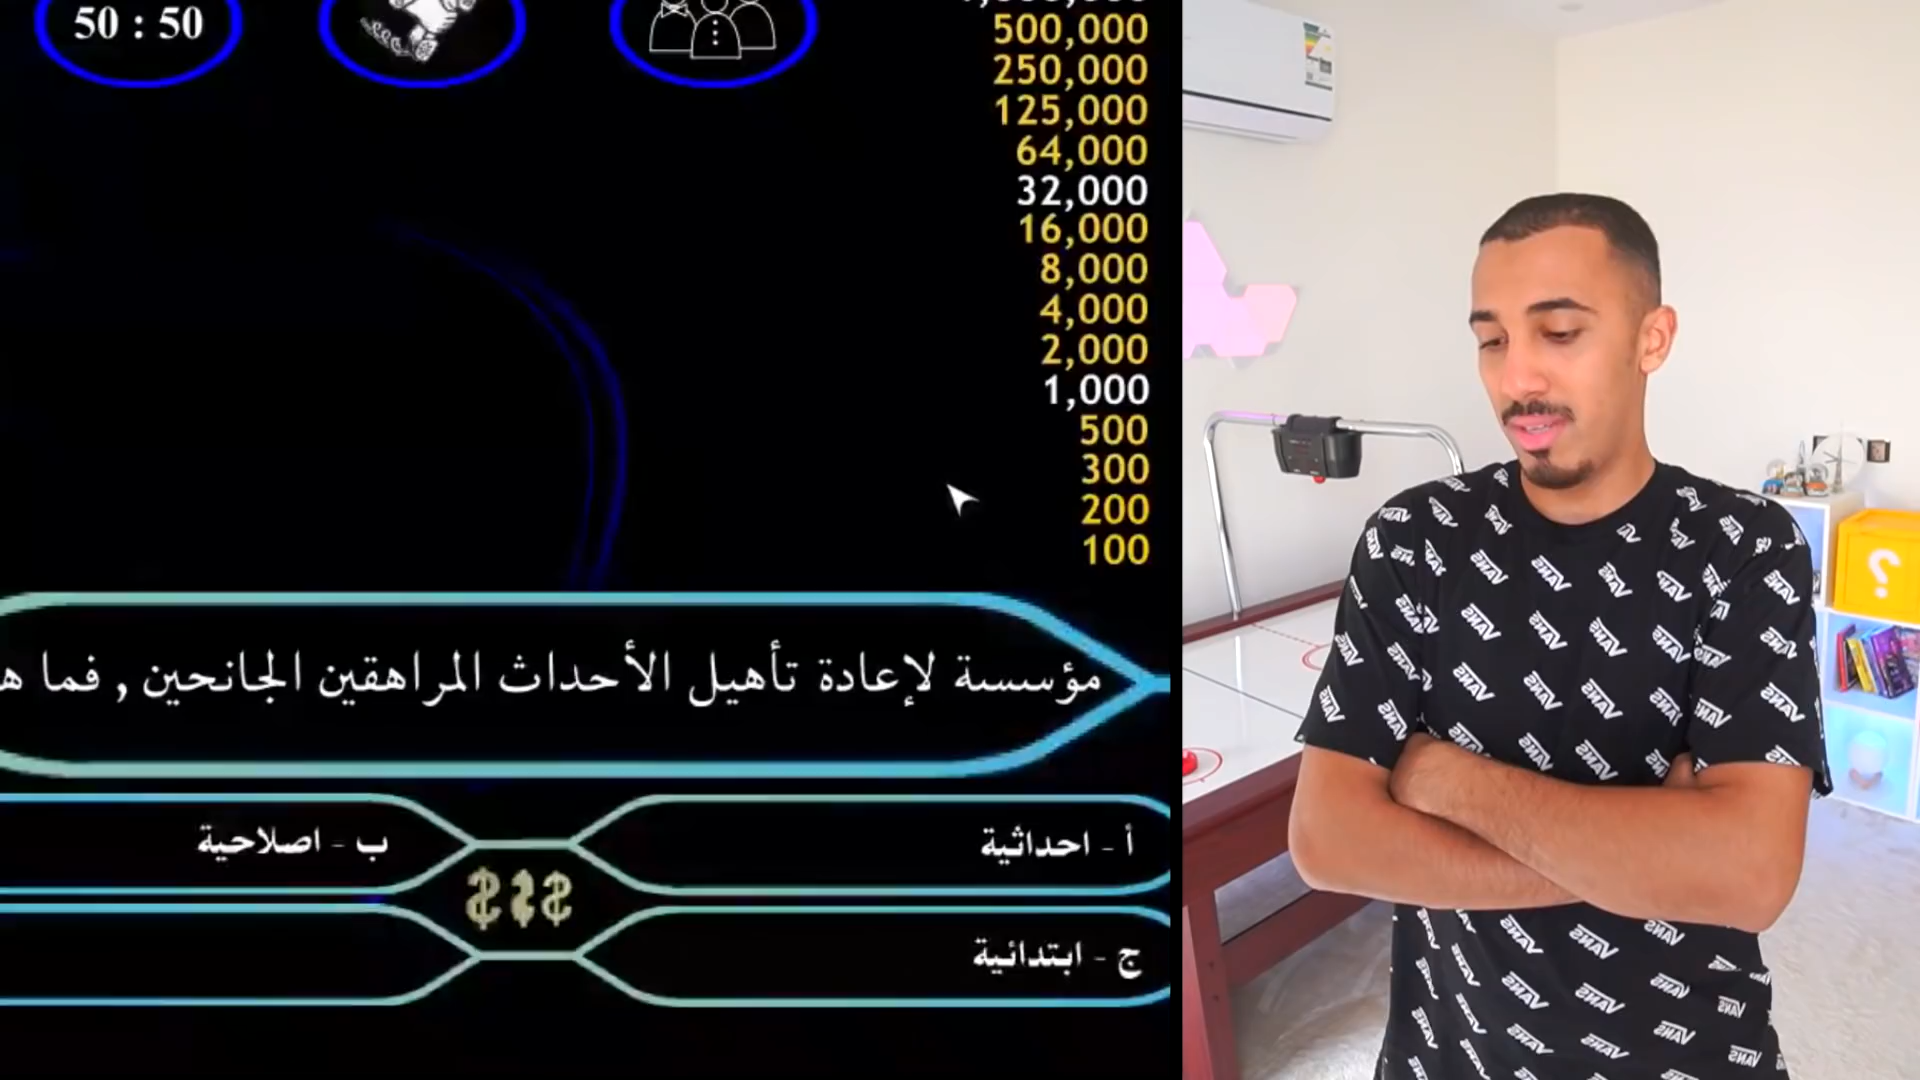 50 : 50
500,000
250,000
125,000
64,000
32,000
16,000
8,000
4,000
2,000
1,000
500
300
200
100
مؤسسة لإعادة تأهيل الأحداث المراهقين الجانحين , فما
أ - احداثية
ب - اصلاحية
$ $ $
ج - ابتدائية
?
VANS